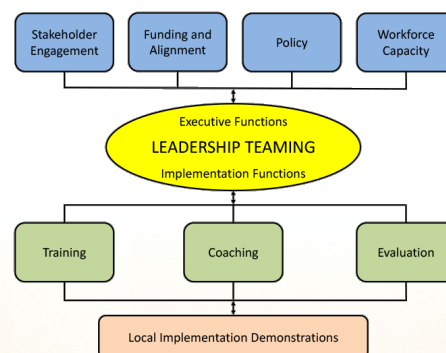 Stakeholder
Engagement
Funding and
Alignment
Policy
Workforce
Capacity
Executive Functions
LEADERSHIP TEAMING
Implementation Functions
Training
Coaching
Evaluation
Local Implementation Demonstrations